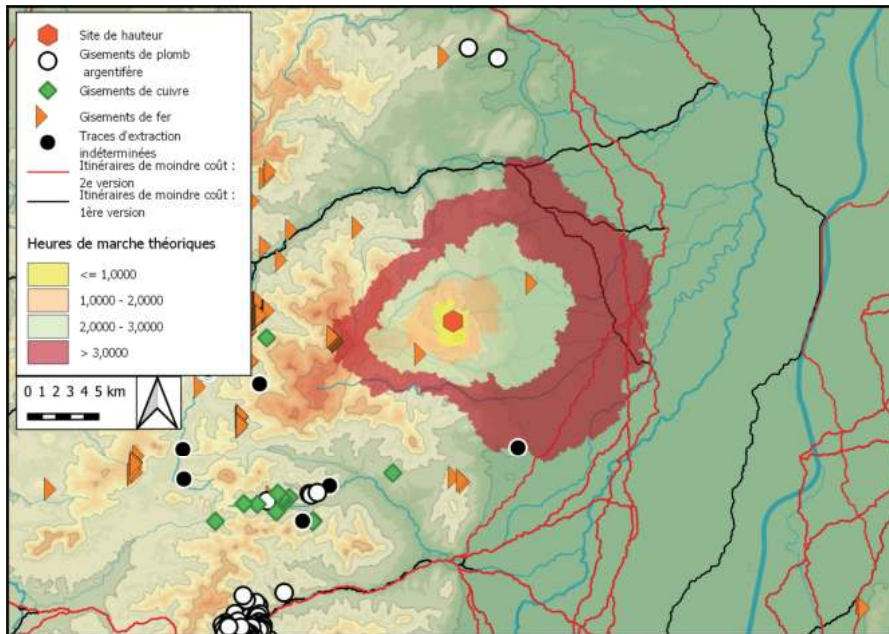 Site de hauteur
Gisements de plomb
argentifère
Gisements de cuivre
Gisements de fer
Traces d'extraction
indéterminées
Itinéraires de moindre coût :
2e version
Itinéraires de moindre coût :
1ère version
Heures de marche théoriques
<= 1,0000
1,0000 - 2,0000
2,0000 - 3,0000
> 3,0000
0 1 2 3 4 5 km